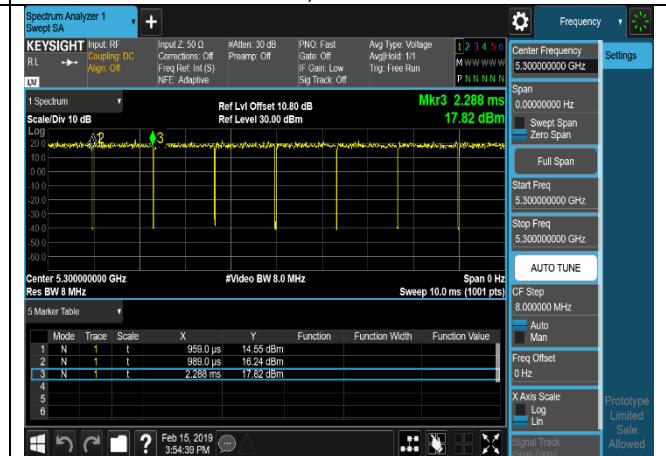 Spectrum Analyzer 1
Swept SA
Frequency
KEYSIGHT Input: RF
Coupling: DC
Align: Off
Input Z: 50 Ω
Corrections: Off
Freq Ref: Int (S)
NFE: Adaptive
#Atten: 30 dB
Preamp: Off
PNO: Fast
Gate: Off
IF Gain: Low
Sig Track: Off
Avg Type: Voltage
Avg|Hold: 1/1
Trig: Free Run
1 2 3 4 5 6
M W W W W W
P N N N N N
RL
LXI
Center Frequency
5.300000000 GHz
Settings
Span
0.00000000 Hz
Swept Span
Zero Span
Full Span
Start Freq
5.300000000 GHz
Stop Freq
5.300000000 GHz
AUTO TUNE
CF Step
8.000000 MHz
Auto
Man
Freq Offset
0 Hz
X Axis Scale
Log
Lin
Signal Track
(Span Zoom)
Prototype
Limited
Sale
Allowed
1 Spectrum
Scale/Div 10 dB
Ref Lvl Offset 10.80 dB
Ref Level 30.00 dBm
Mkr3 2.288 ms
17.82 dBm
Log
20.0
10.0
0.00
-10.0
-20.0
-30.0
-40.0
-50.0
-60.0
2
3
Center 5.300000000 GHz
Res BW 8 MHz
#Video BW 8.0 MHz
Span 0 Hz
Sweep 10.0 ms (1001 pts)
5 Marker Table
Mode Trace Scale X Y Function Function Width Function Value
1 N 1 t 959.0 µs 14.55 dBm
2 N 1 t 989.0 µs 16.24 dBm
3 N 1 t 2.288 ms 17.82 dBm
4
5
6
?
Feb 15, 2019
3:54:39 PM